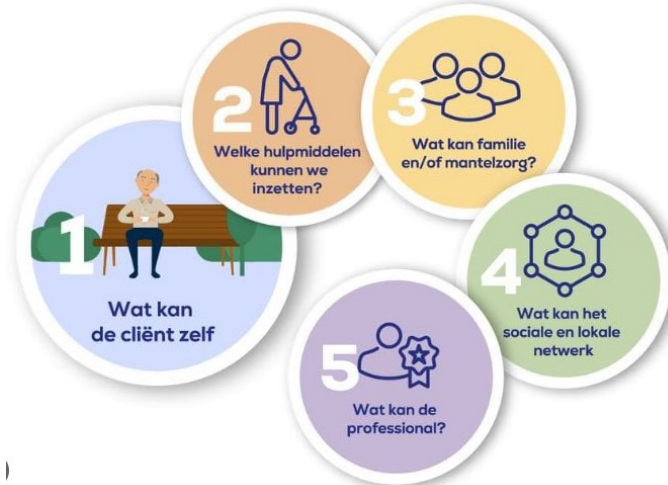 1
Wat kan
de cliënt zelf
2
Welke hulpmiddelen
kunnen we
inzetten?
3
Wat kan familie
en/of mantelzorg?
4
Wat kan het
sociale en lokale
netwerk
5
Wat kan de
professional?